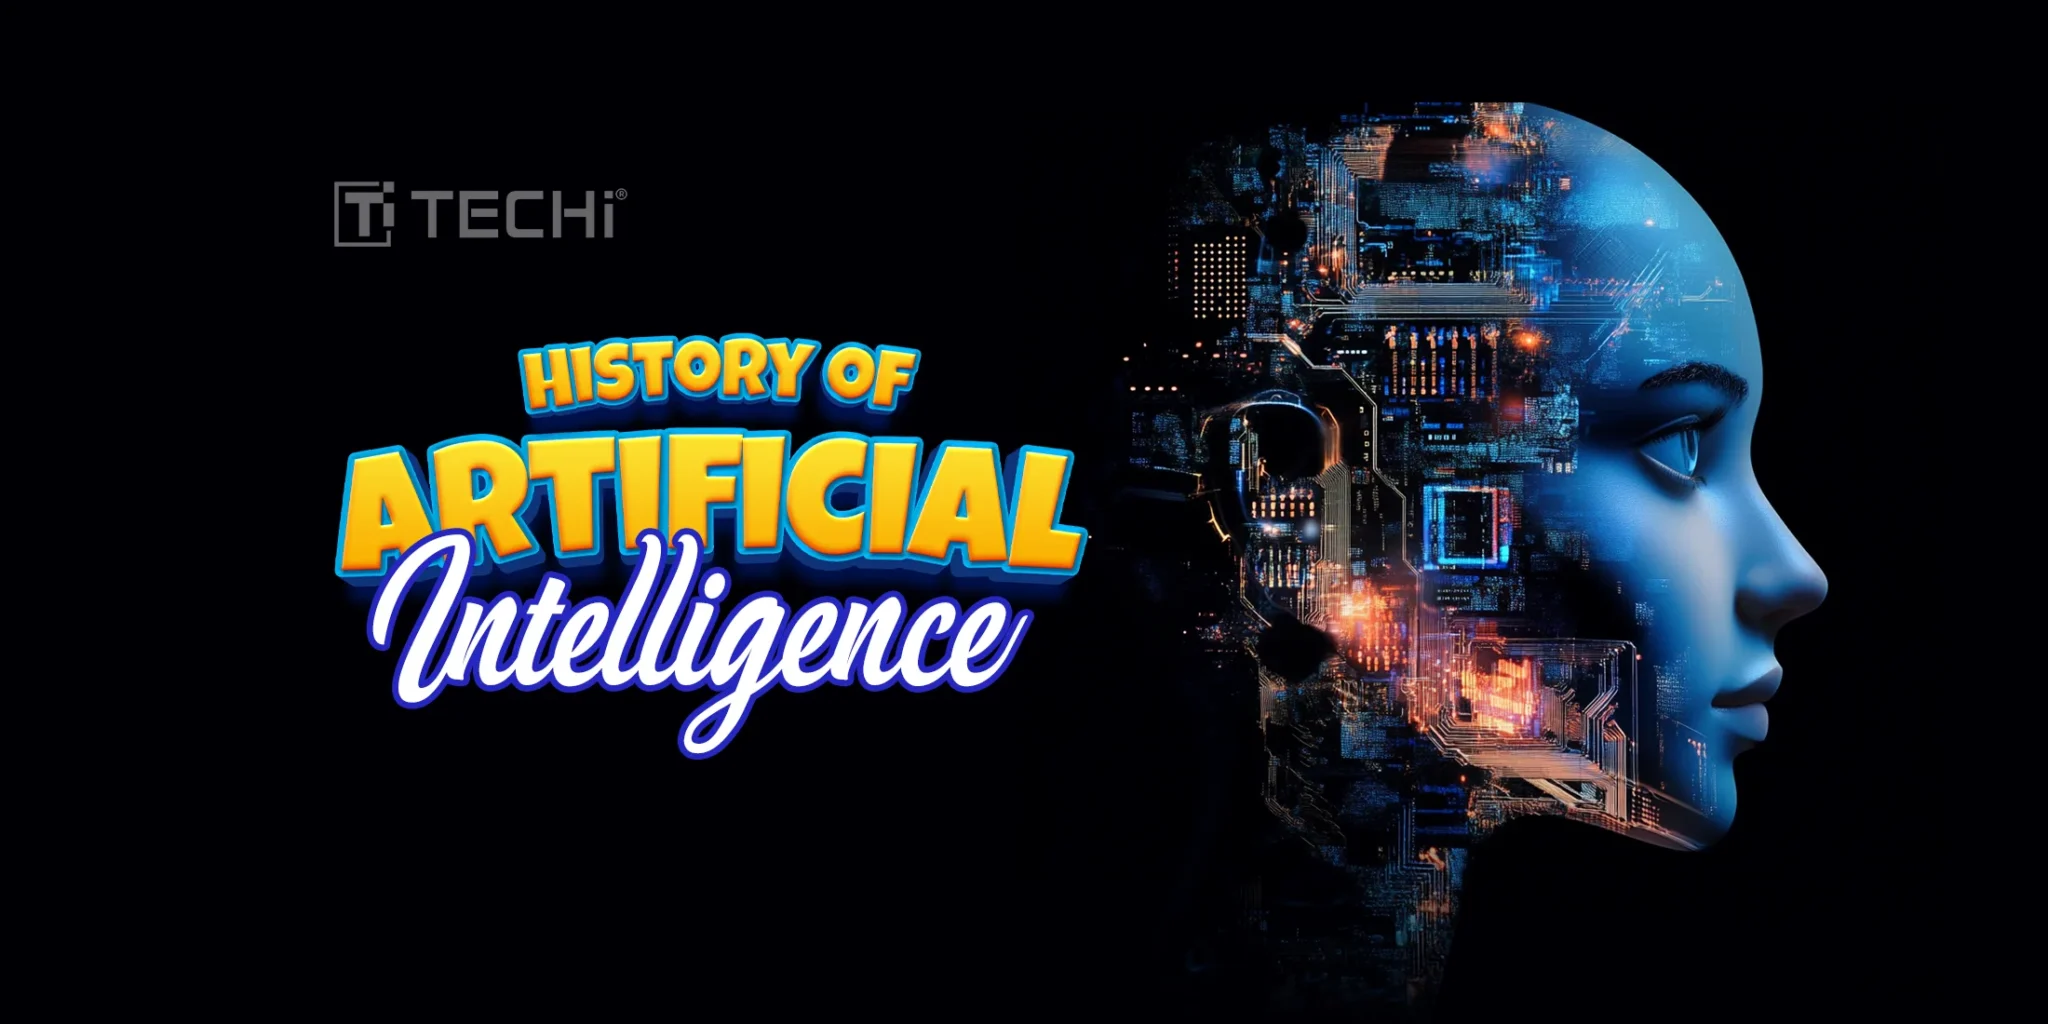 TECHi®
HISTORY OF
ARTIFICIAL
Intelligence